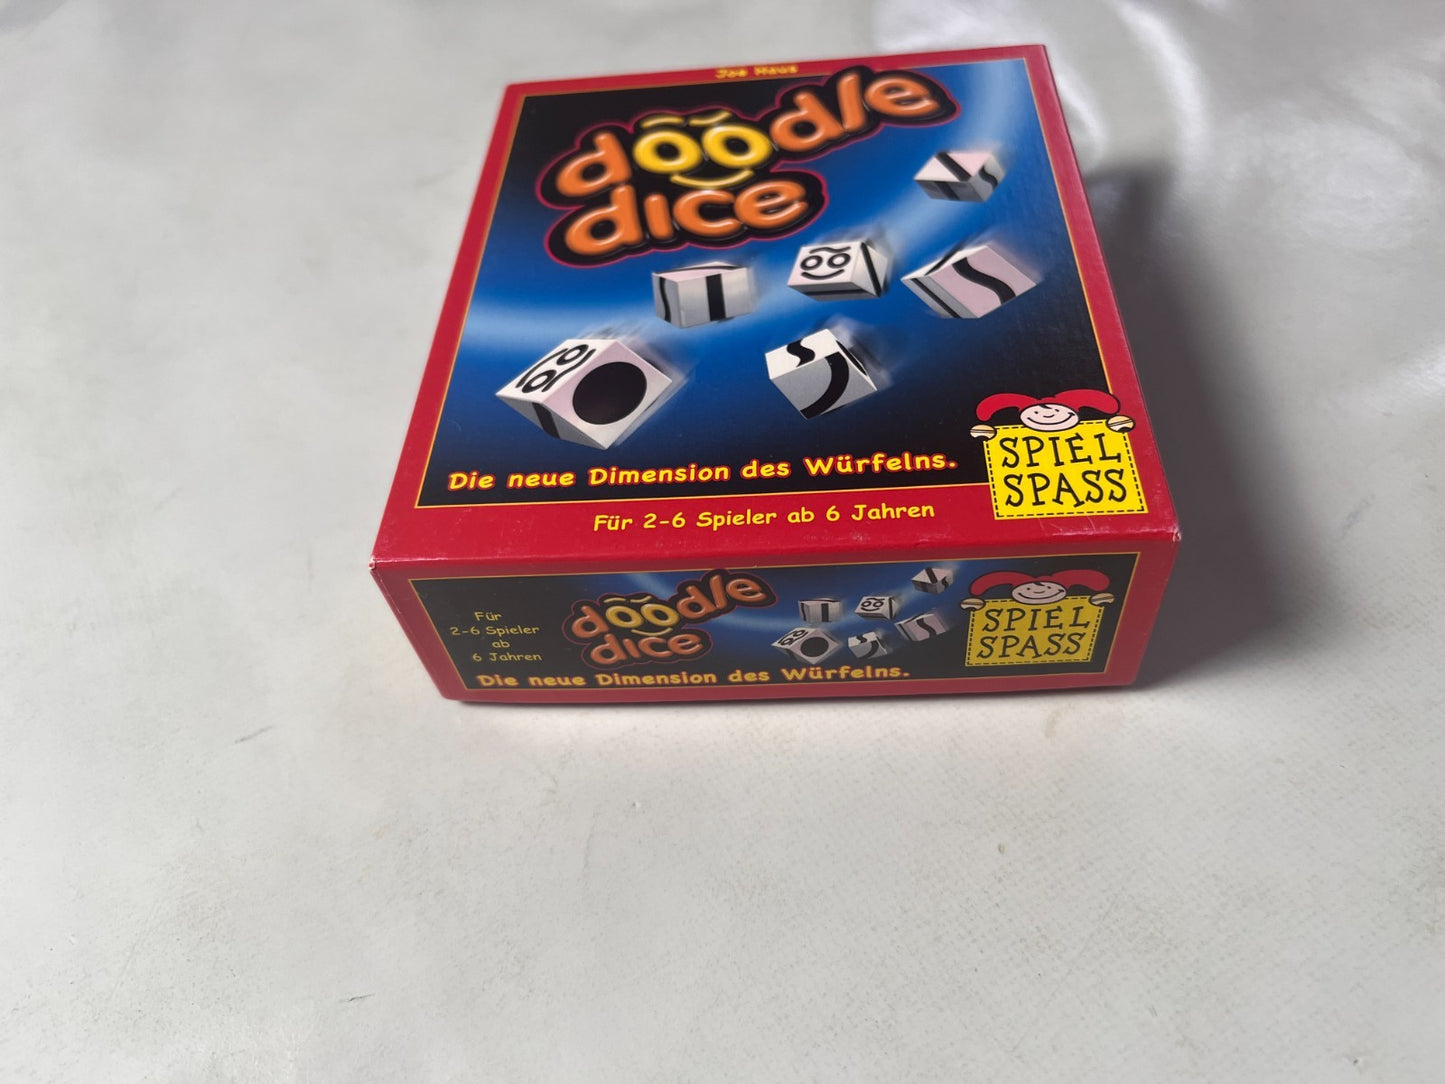 Joe Maus
doodle
dice
Die neue Dimension des Würfelns.
SPIEL
SPASS
Für 2-6 Spieler ab 6 Jahren
Für
2-6 Spieler
ab
6 Jahren
doodle
dice
Die neue Dimension des Würfelns.
SPIEL
SPASS